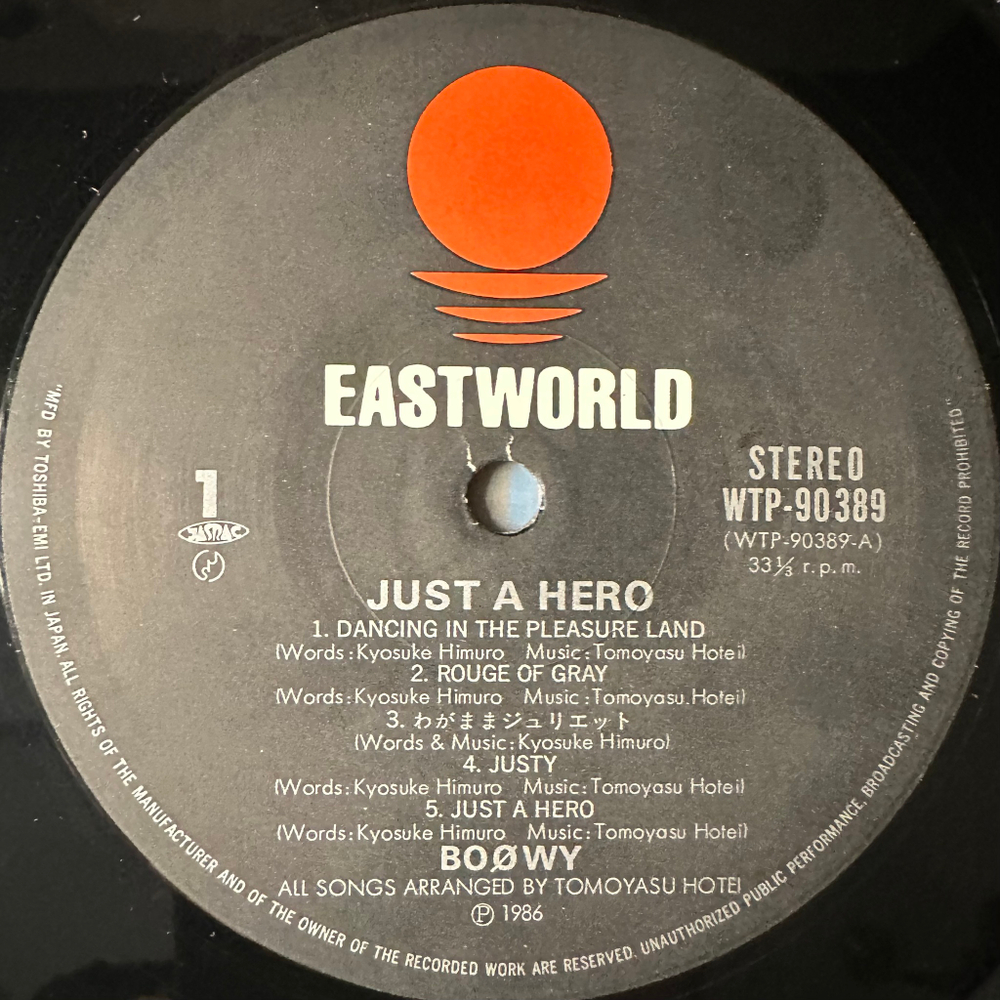 EASTWORLD
1
JASRAC
STEREO
WTP-90389
(WTP-90389-A)
33⅓ r.p.m.
JUST A HERO
1. DANCING IN THE PLEASURE LAND
(Words:Kyosuke Himuro Music:Tomoyasu Hotei)
2. ROUGE OF GRAY
(Words:Kyosuke Himuro Music:Tomoyasu.Hotei)
3. わがままジュリエット
(Words & Music:Kyosuke Himuro)
4. JUSTY
(Words:Kyosuke Himuro Music:Tomoyasu Hotei)
5. JUST A HERO
(Words:Kyosuke Himuro Music:Tomoyasu Hotei)
BOØWY
ALL SONGS ARRANGED BY TOMOYASU HOTEI
Ⓟ 1986
"MFD BY TOSHIBA-EMI LTD. IN JAPAN. ALL RIGHTS OF THE MANUFACTURER AND OF THE OWNER OF THE RECORDED WORK ARE RESERVED. UNAUTHORIZED PUBLIC PERFORMANCE, BROADCASTING AND COPYING OF THE RECORD PROHIBITED"